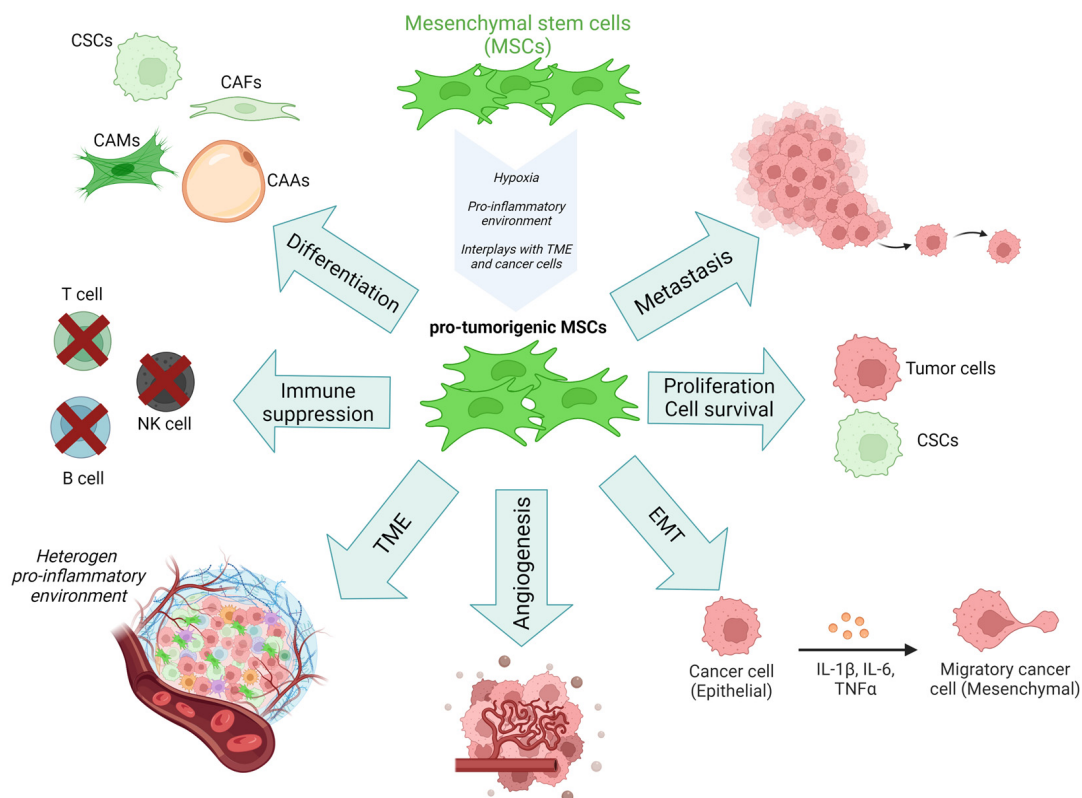 Mesenchymal stem cells
(MSCs)
CSCs
CAFs
CAMs
CAAs
Hypoxia
Pro-inflammatory
environment
Interplays with TME
and cancer cells
Differentiation
Metastasis
pro-tumorigenic MSCs
T cell
NK cell
B cell
Immune
suppression
Proliferation
Cell survival
Tumor cells
CSCs
TME
Angiogenesis
EMT
Heterogen
pro-inflammatory
environment
Cancer cell
(Epithelial)
IL-1β, IL-6,
TNFα
Migratory cancer
cell (Mesenchymal)